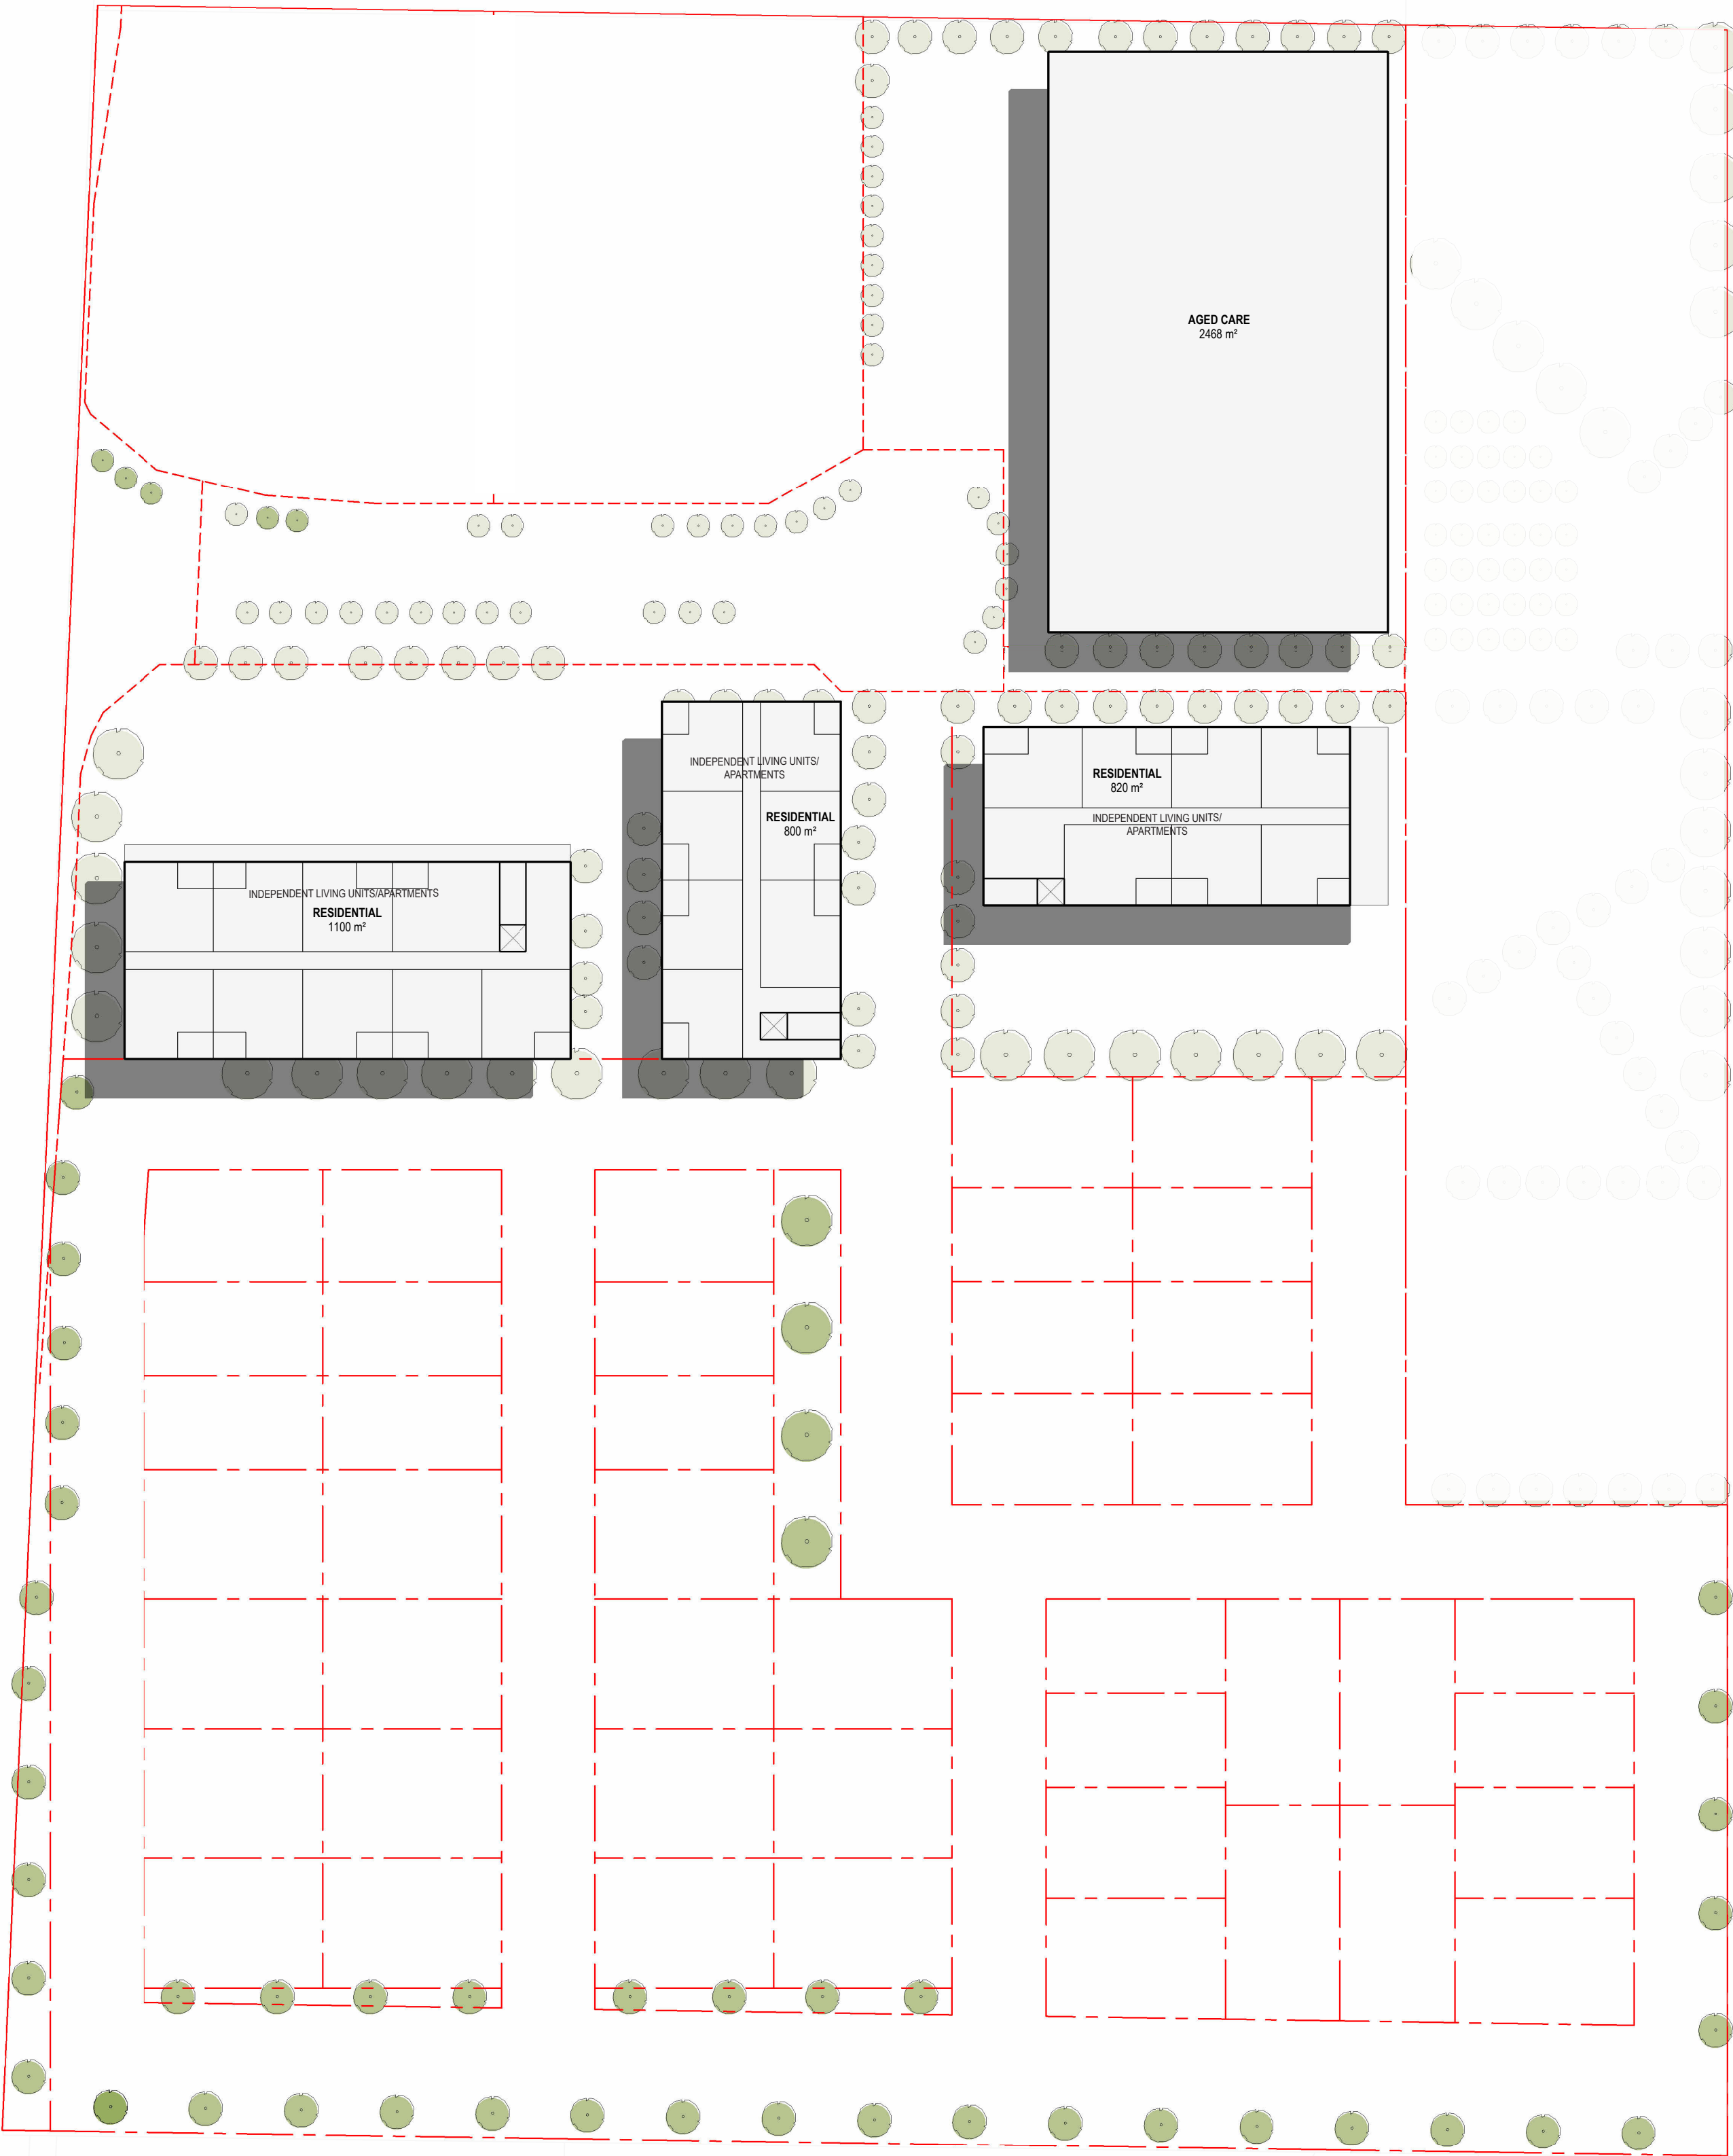 AGED CARE
2468 m²
INDEPENDENT LIVING UNITS/
APARTMENTS
RESIDENTIAL
800 m²
RESIDENTIAL
820 m²
INDEPENDENT LIVING UNITS/
APARTMENTS
INDEPENDENT LIVING UNITS/APARTMENTS
RESIDENTIAL
1100 m²